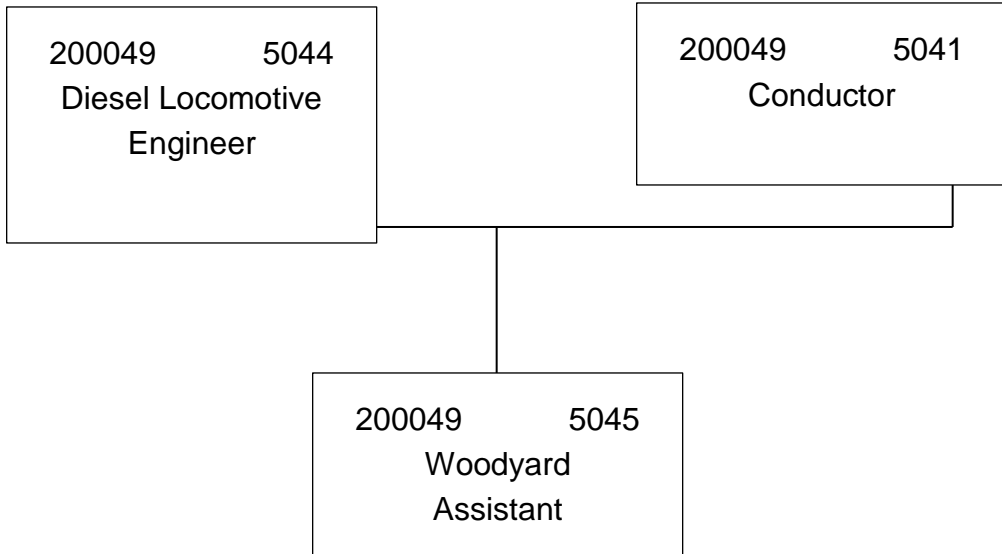 200049 5044
Diesel Locomotive
Engineer
200049 5041
Conductor
200049 5045
Woodyard
Assistant